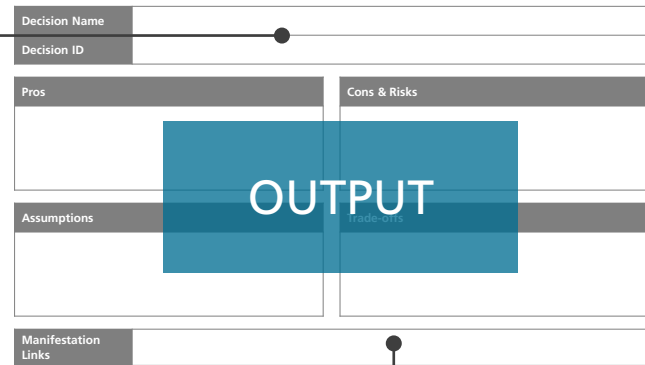 Decision Name
Decision ID
Pros
Cons & Risks
OUTPUT
Assumptions
Trade-offs
Manifestation
Links